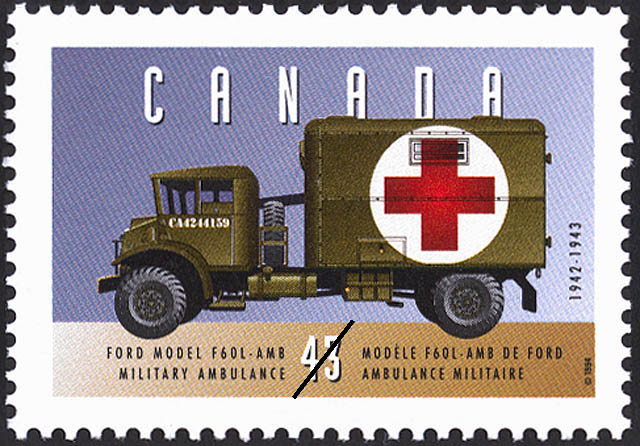 CANADA
CA4244159
1942-1943
FORD MODEL F60L-AMB
MILITARY AMBULANCE
43
MODÈLE F60L-AMB DE FORD
AMBULANCE MILITAIRE
© 1994